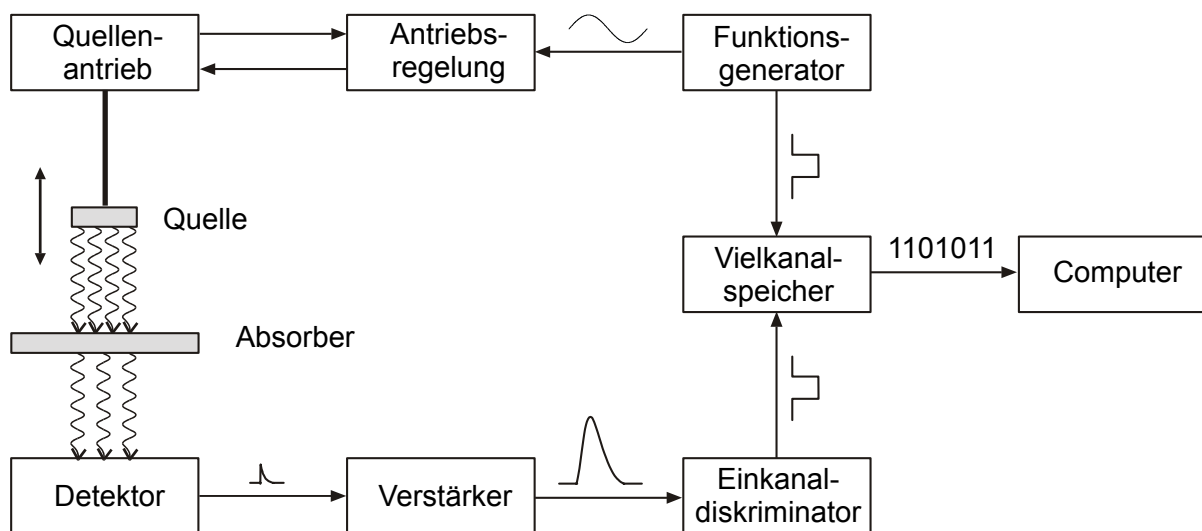 Quellen-
antrieb
Antriebs-
regelung
Funktions-
generator
Quelle
Vielkanal-
speicher
1101011
Computer
Absorber
Detektor
Verstärker
Einkanal-
diskriminator